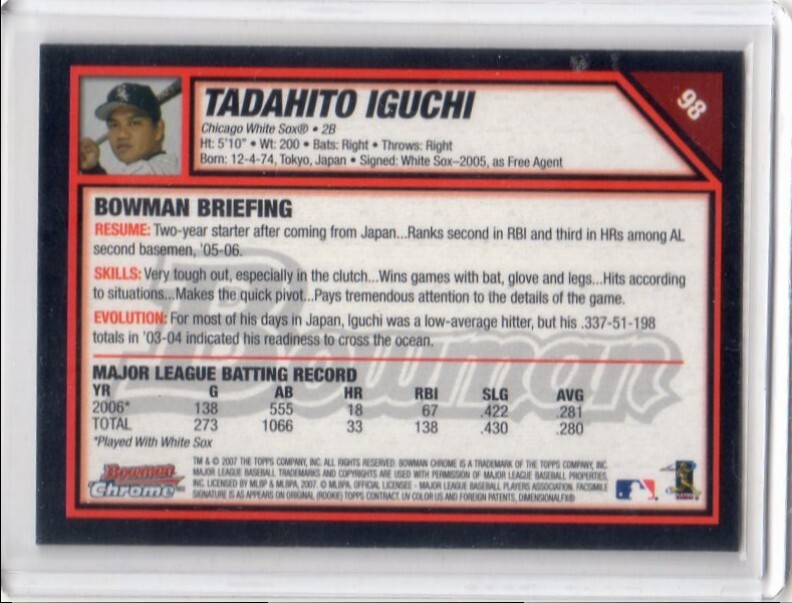 TADAHITO IGUCHI
98
Chicago White Sox® • 2B
Ht: 5'10" • Wt: 200 • Bats: Right • Throws: Right
Born: 12-4-74, Tokyo, Japan • Signed: White Sox–2005, as Free Agent
BOWMAN BRIEFING
RESUME: Two-year starter after coming from Japan...Ranks second in RBI and third in HRs among AL
second basemen, '05-06.
SKILLS: Very tough out, especially in the clutch...Wins games with bat, glove and legs...Hits according
to situations...Makes the quick pivot...Pays tremendous attention to the details of the game.
EVOLUTION: For most of his days in Japan, Iguchi was a low-average hitter, but his .337-51-198
totals in '03-04 indicated his readiness to cross the ocean.
Bowman
MAJOR LEAGUE BATTING RECORD
YR G AB HR RBI SLG AVG
2006* 138 555 18 67 .422 .281
TOTAL 273 1066 33 138 .430 .280
*Played With White Sox
Bowman
Chrome
TM & © 2007 THE TOPPS COMPANY, INC. ALL RIGHTS RESERVED. BOWMAN CHROME IS A TRADEMARK OF THE TOPPS COMPANY, INC.
MAJOR LEAGUE BASEBALL TRADEMARKS AND COPYRIGHTS ARE USED WITH PERMISSION OF MAJOR LEAGUE BASEBALL PROPERTIES,
INC. LICENSED BY MLBP & MLBPA, 2007. © MLBPA, OFFICIAL LICENSEE - MAJOR LEAGUE BASEBALL PLAYERS ASSOCIATION. FACSIMILE
SIGNATURE IS AS APPEARS ON ORIGINAL (ROOKIE) TOPPS CONTRACT. UV COLOR US AND FOREIGN PATENTS, DIMENSIONALFX®